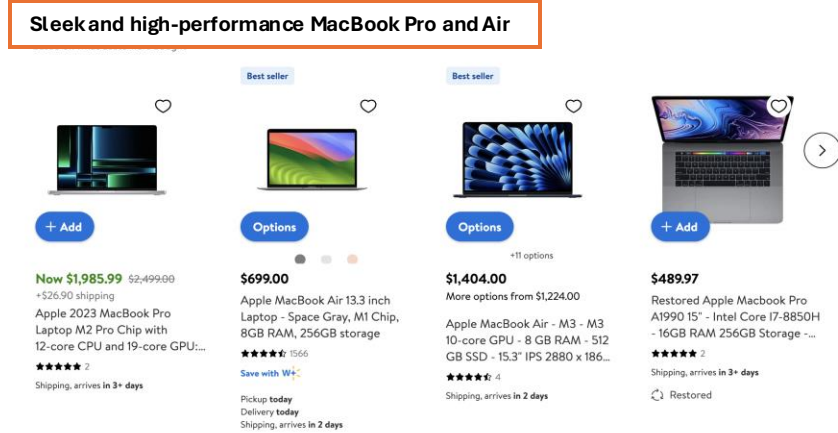 Sleek and high-performance MacBook Pro and Air
Best seller
Best seller
+ Add
Options
Options
+ Add
+11 options
Now $1,985.99 $2,499.00
+$26.90 shipping
Apple 2023 MacBook Pro
Laptop M2 Pro Chip with
12-core CPU and 19-core GPU:...
2
Shipping, arrives in 3+ days
$699.00
Apple MacBook Air 13.3 inch
Laptop - Space Gray, M1 Chip,
8GB RAM, 256GB storage
1566
Save with W+
Pickup today
Delivery today
Shipping, arrives in 2 days
$1,404.00
More options from $1,224.00
Apple MacBook Air - M3 - M3
10-core GPU - 8 GB RAM - 512
GB SSD - 15.3" IPS 2880 x 186...
4
Shipping, arrives in 2 days
$489.97
Restored Apple Macbook Pro
A1990 15" - Intel Core I7-8850H
- 16GB RAM 256GB Storage -...
2
Shipping, arrives in 3+ days
Restored